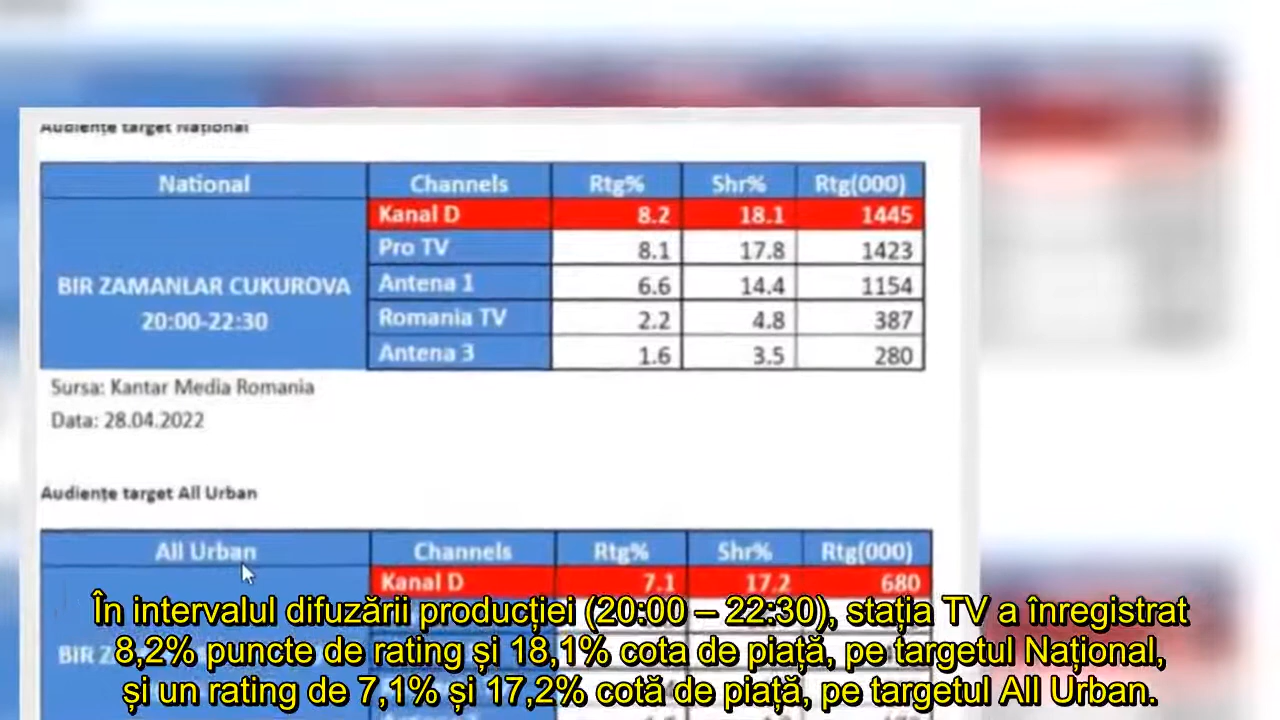 Audiențe target Național
National Channels Rtg% Shr% Rtg(000)
Kanal D 8.2 18.1 1445
Pro TV 8.1 17.8 1423
BIR ZAMANLAR CUKUROVA
20:00-22:30
Antena 1 6.6 14.4 1154
Romania TV 2.2 4.8 387
Antena 3 1.6 3.5 280
Sursa: Kantar Media Romania
Data: 28.04.2022
Audiențe target All Urban
All Urban Channels Rtg% Shr% Rtg(000)
Kanal D 7.1 17.2 680
În intervalul difuzării producției (20:00 – 22:30), stația TV a înregistrat
8,2% puncte de rating și 18,1% cota de piață, pe targetul Național,
și un rating de 7,1% și 17,2% cotă de piață, pe targetul All Urban.